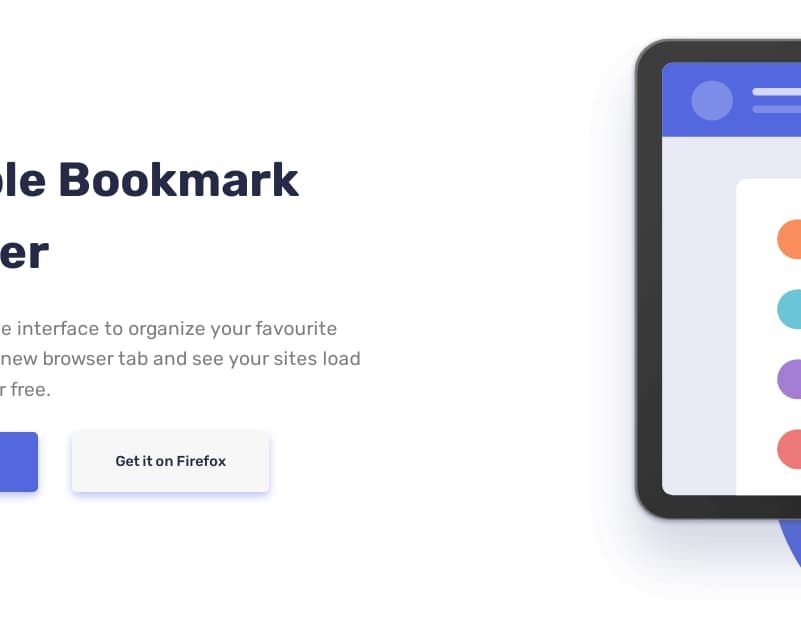 ple Bookmark
er
e interface to organize your favourite
new browser tab and see your sites load
r free.
Get it on Firefox